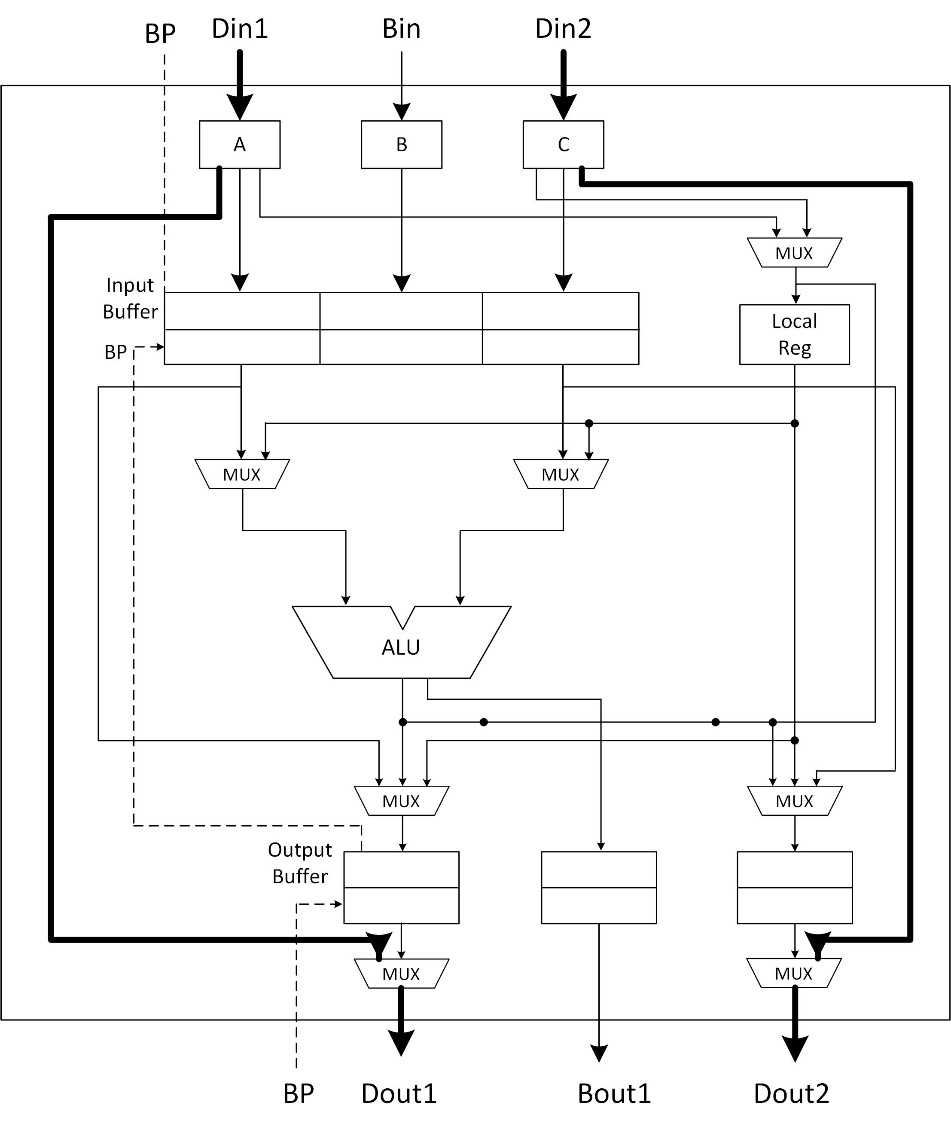 BP Din1 Bin Din2
A B C
MUX
Input
Buffer
Local
Reg
BP
MUX MUX
ALU
MUX MUX
Output
Buffer
MUX MUX
BP Dout1 Bout1 Dout2